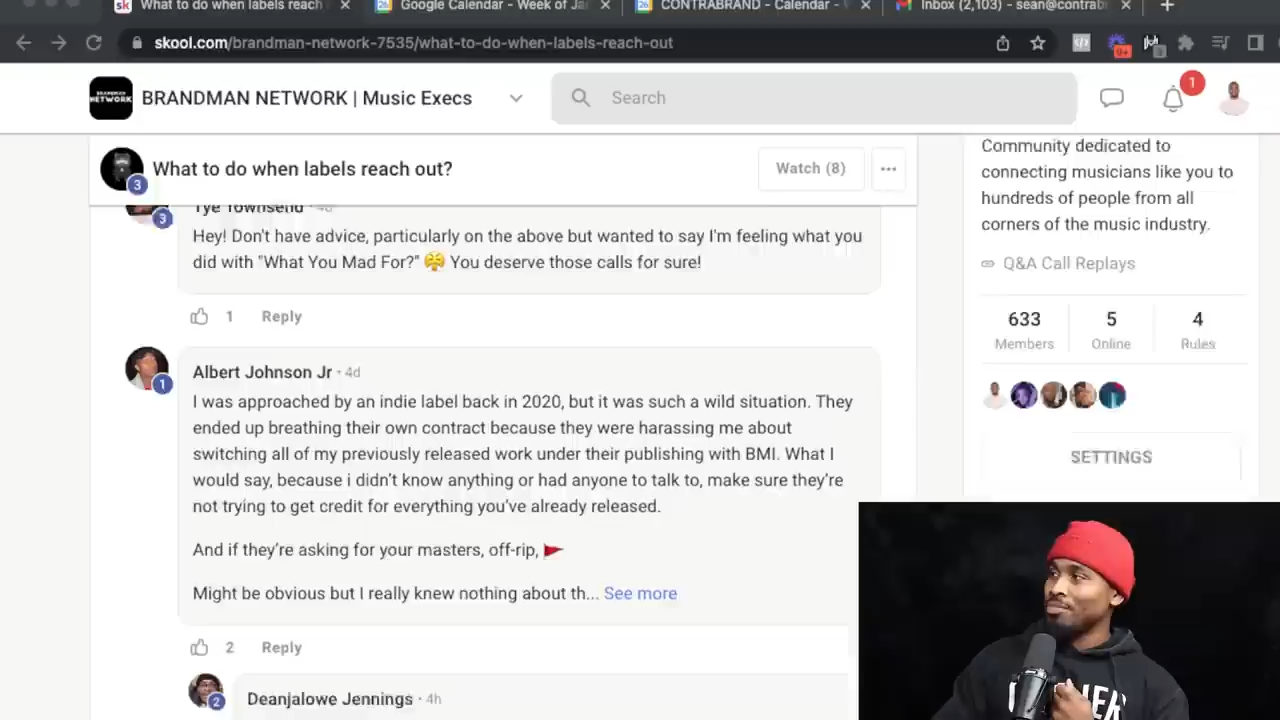 What to do when labels reach
Google Calendar - Week of Ja
CONTRABRAND - Calendar -
Inbox (2,103) - sean@contrab
skool.com/brandman-network-7535/what-to-do-when-labels-reach-out
BRANDMAN NETWORK | Music Execs
Search
1
What to do when labels reach out?
3
Watch (8)
Tye Townsend
3
Hey! Don't have advice, particularly on the above but wanted to say I'm feeling what you
did with "What You Mad For?" 😤 You deserve those calls for sure!
1 Reply
Albert Johnson Jr · 4d
1
I was approached by an indie label back in 2020, but it was such a wild situation. They
ended up breathing their own contract because they were harassing me about
switching all of my previously released work under their publishing with BMI. What I
would say, because i didn't know anything or had anyone to talk to, make sure they're
not trying to get credit for everything you've already released.
And if they're asking for your masters, off-rip, 🚩
Might be obvious but I really knew nothing about th... See more
2 Reply
Deanjalowe Jennings · 4h
2
Community dedicated to
connecting musicians like you to
hundreds of people from all
corners of the music industry.
Q&A Call Replays
633 5 4
Members Online Rules
SETTINGS